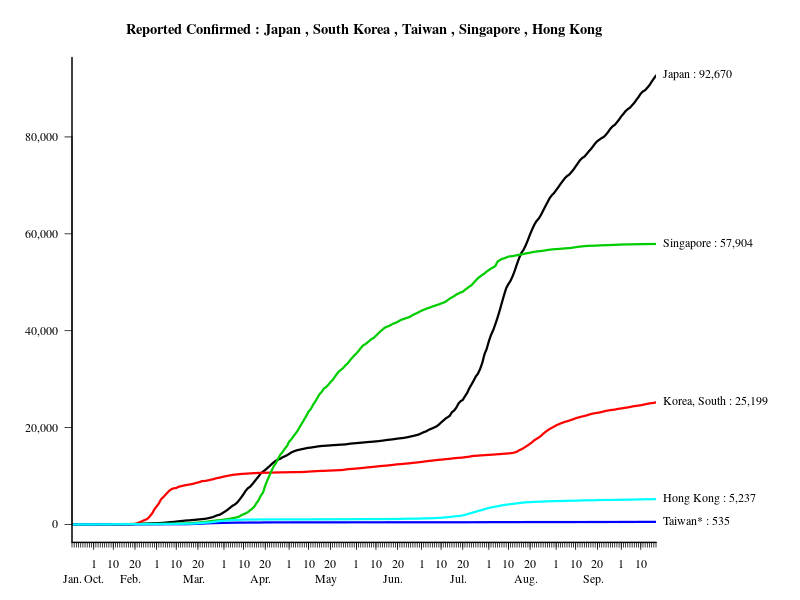 Reported Confirmed : Japan , South Korea , Taiwan , Singapore , Hong Kong
Japan : 92,670
80,000
60,000
Singapore : 57,904
40,000
Korea, South : 25,199
20,000
Hong Kong : 5,237
Taiwan* : 535
0
1 10 20 1 10 20 1 10 20 1 10 20 1 10 20 1 10 20 1 10 20 1 10 20 1 10
Jan. Oct. Feb. Mar. Apr. May Jun. Jul. Aug. Sep.